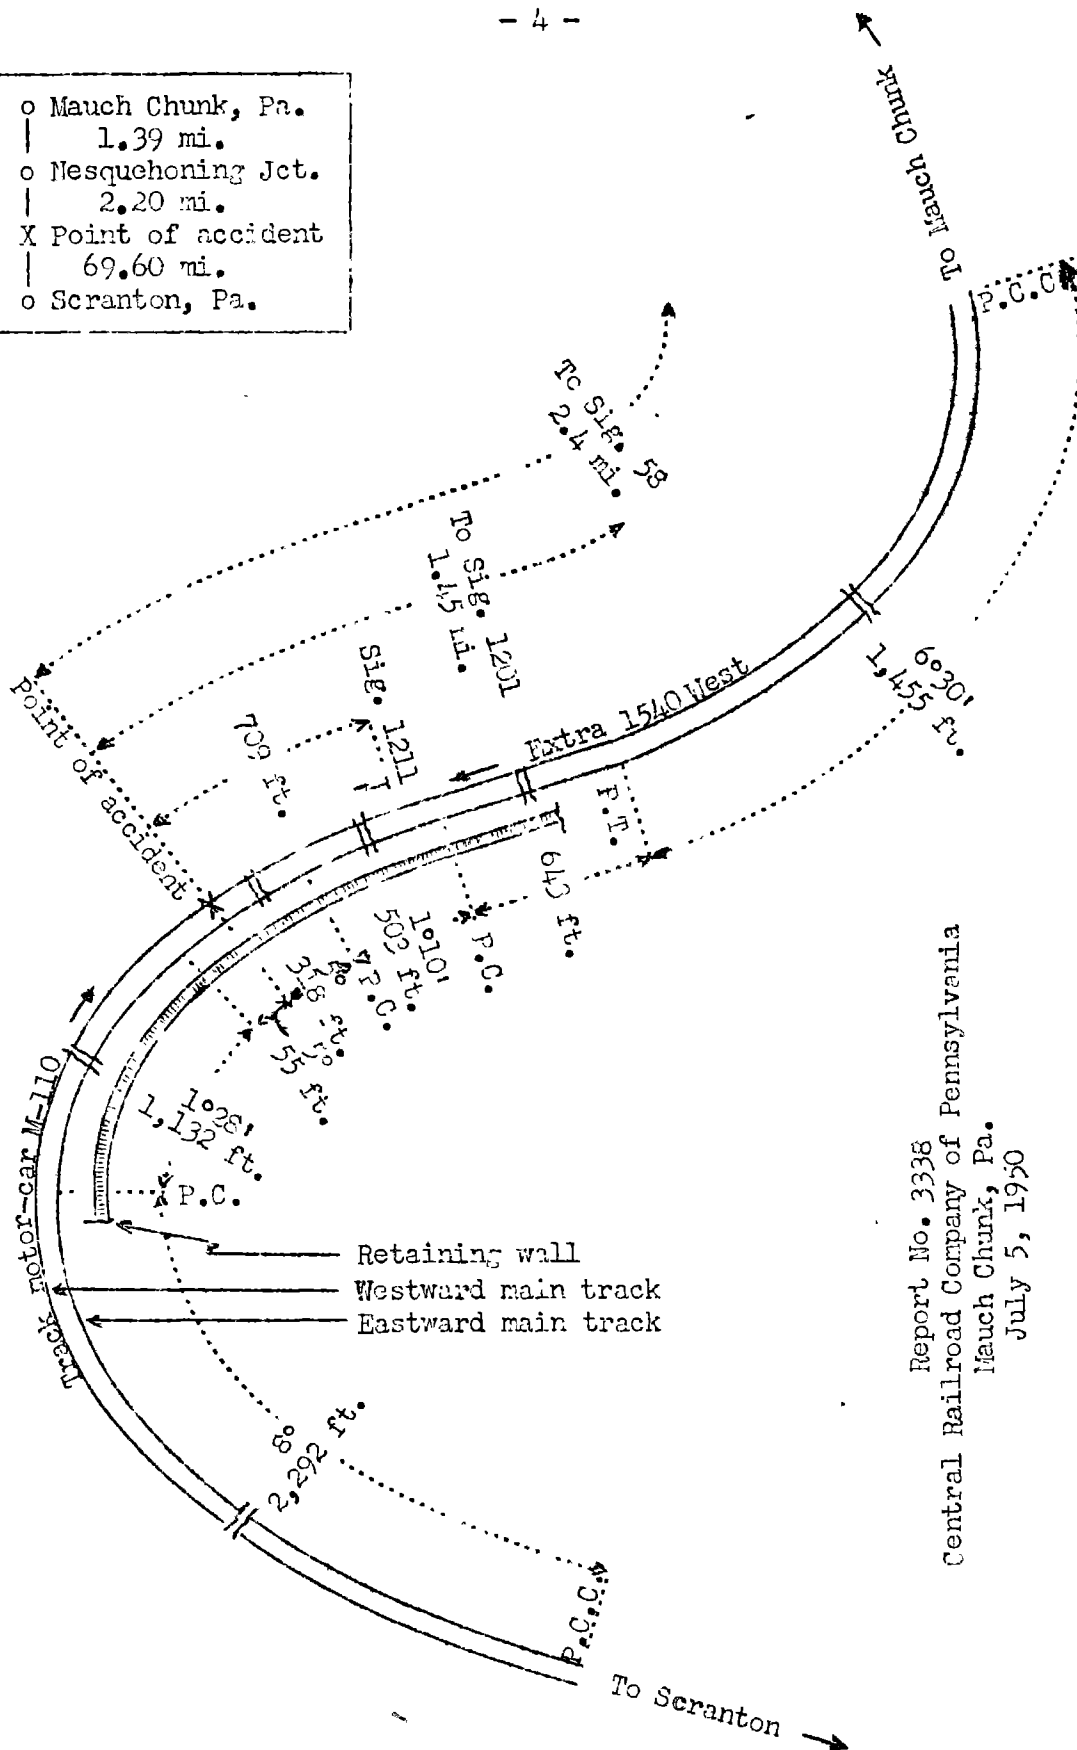 - 4 -
o Mauch Chunk, Pa.
1.39 mi.
o Nesquehoning Jct.
2.20 mi.
X Point of accident
69.60 mi.
o Scranton, Pa.
To Mauch Chunk
P.C.C.
To Sig. 58
2.4 mi.
To Sig. 1201
1.45 mi.
Sig. 1211
709 ft.
Point of accident
X
Extra 1540 West
6°30'
1,455 ft.
P.T.
643 ft.
P.C.
1°10'
503 ft.
P.C.
ft.
55 ft.
1°28'
1,132 ft.
P.C.
Track motor-car M-110
Retaining wall
Westward main track
Eastward main track
8°
2,292 ft.
P.C.C.
To Scranton
Report No. 3338
Central Railroad Company of Pennsylvania
Mauch Chunk, Pa.
July 5, 1950